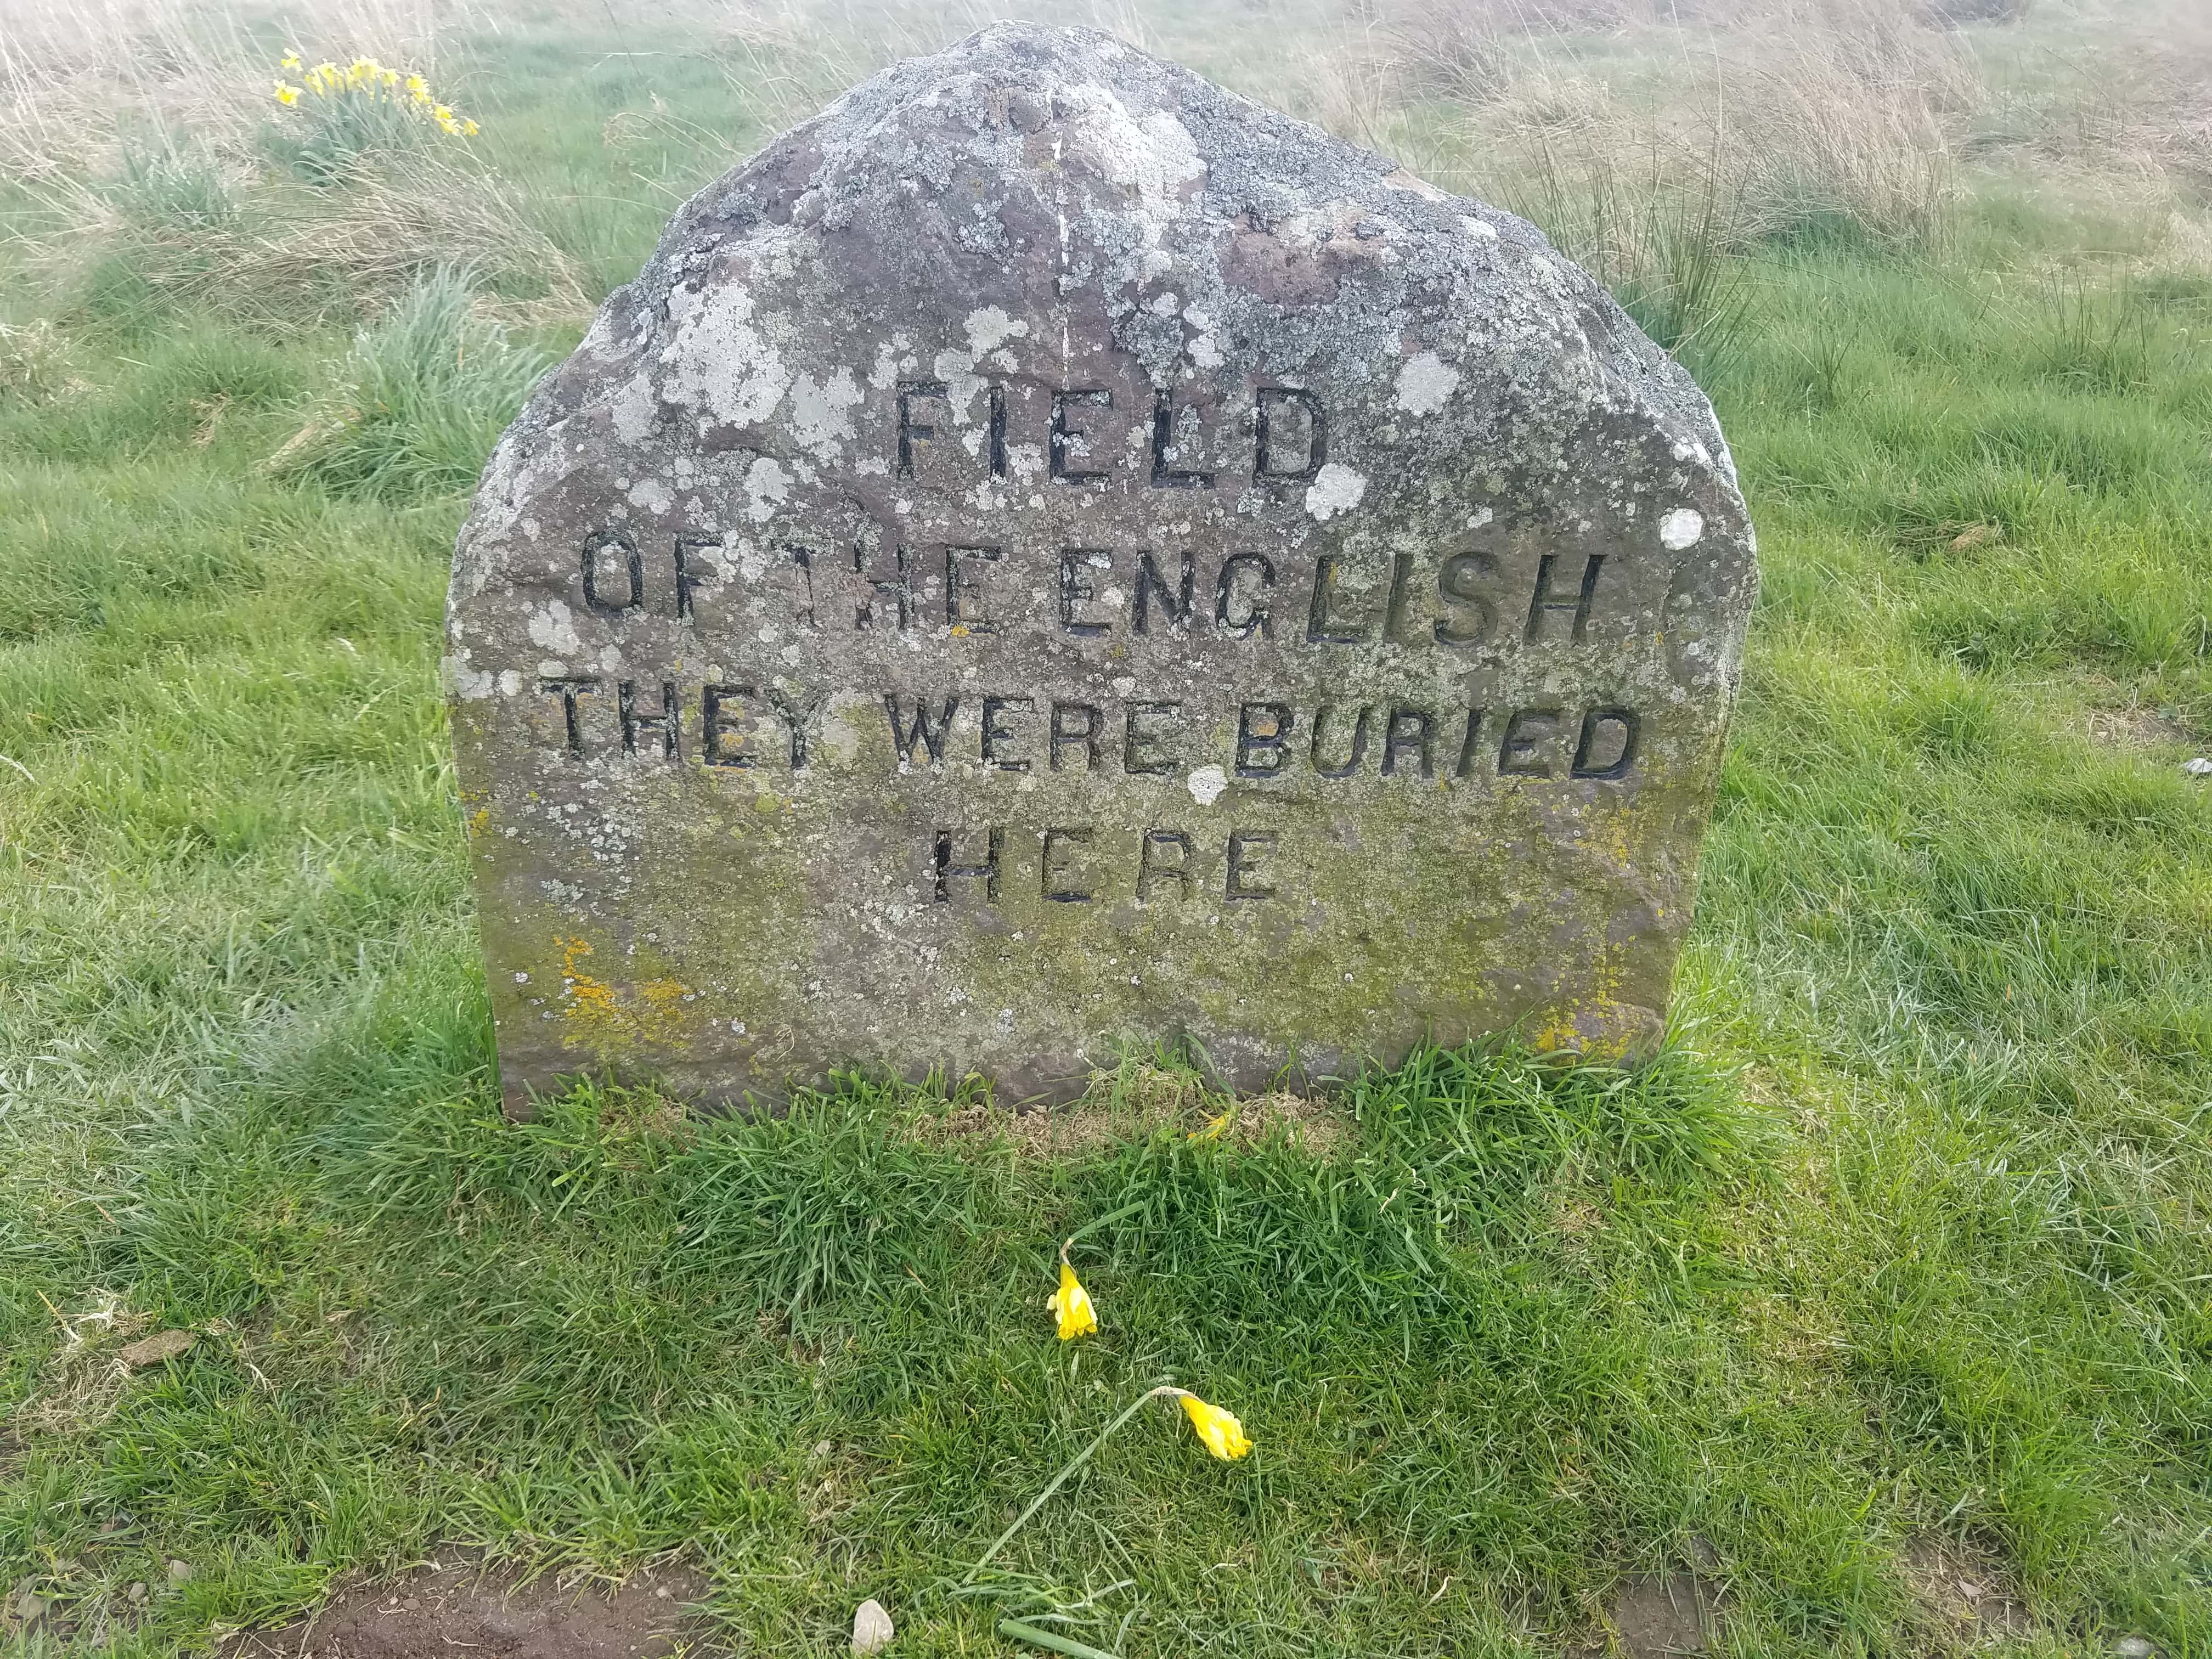 FIELD
OF THE ENGLISH
THEY WERE BURIED
HERE